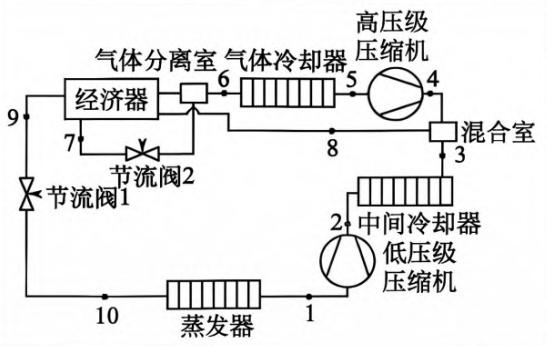 高压级
压缩机
气体分离室
气体冷却器
6
5
4
经济器
9
7
8
混合室
3
节流阀2
节流阀1
2
中间冷却器
低压级
压缩机
10
蒸发器
1